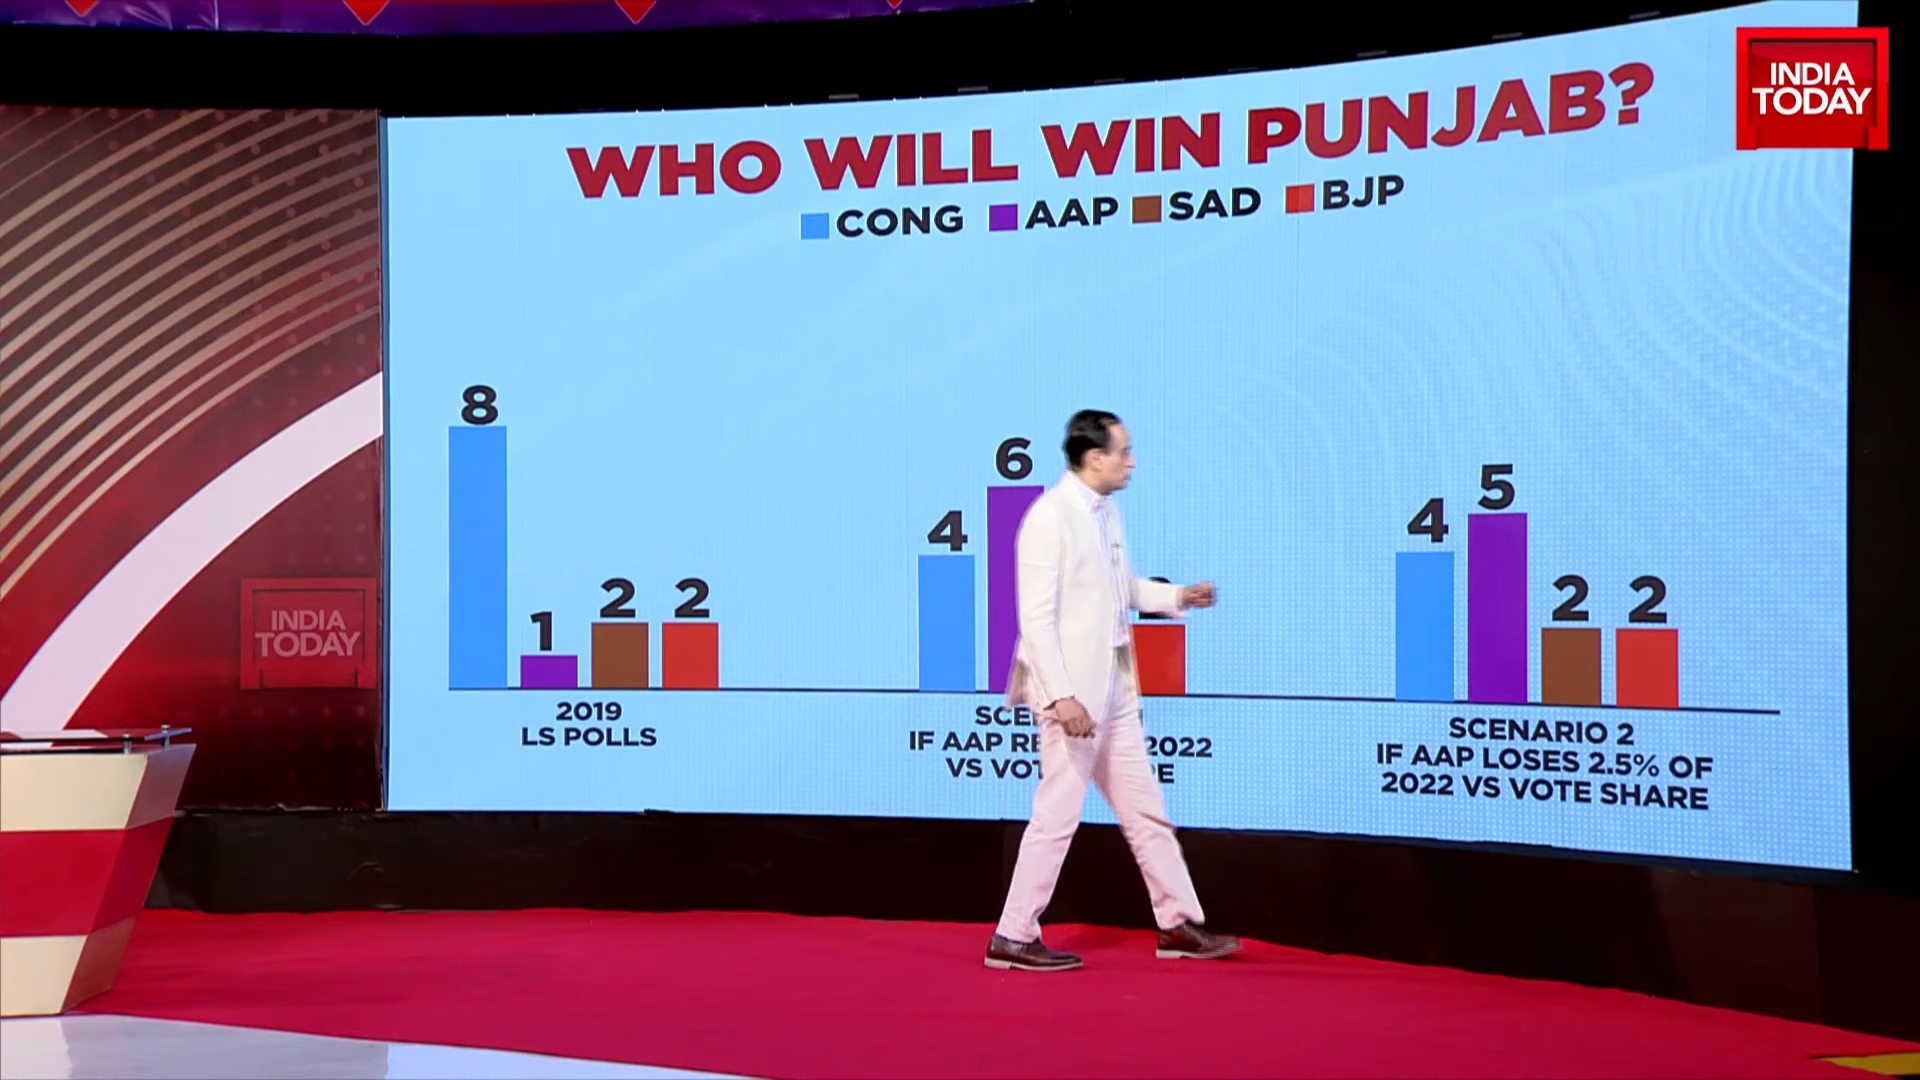 INDIA
TODAY
WHO WILL WIN PUNJAB?
CONG AAP SAD BJP
8
1
2
2
4
6
4
5
2
2
2019
LS POLLS
IF AAP 2022
VS
SCENARIO 2
IF AAP LOSES 2.5% OF
2022 VS VOTE SHARE
INDIA
TODAY